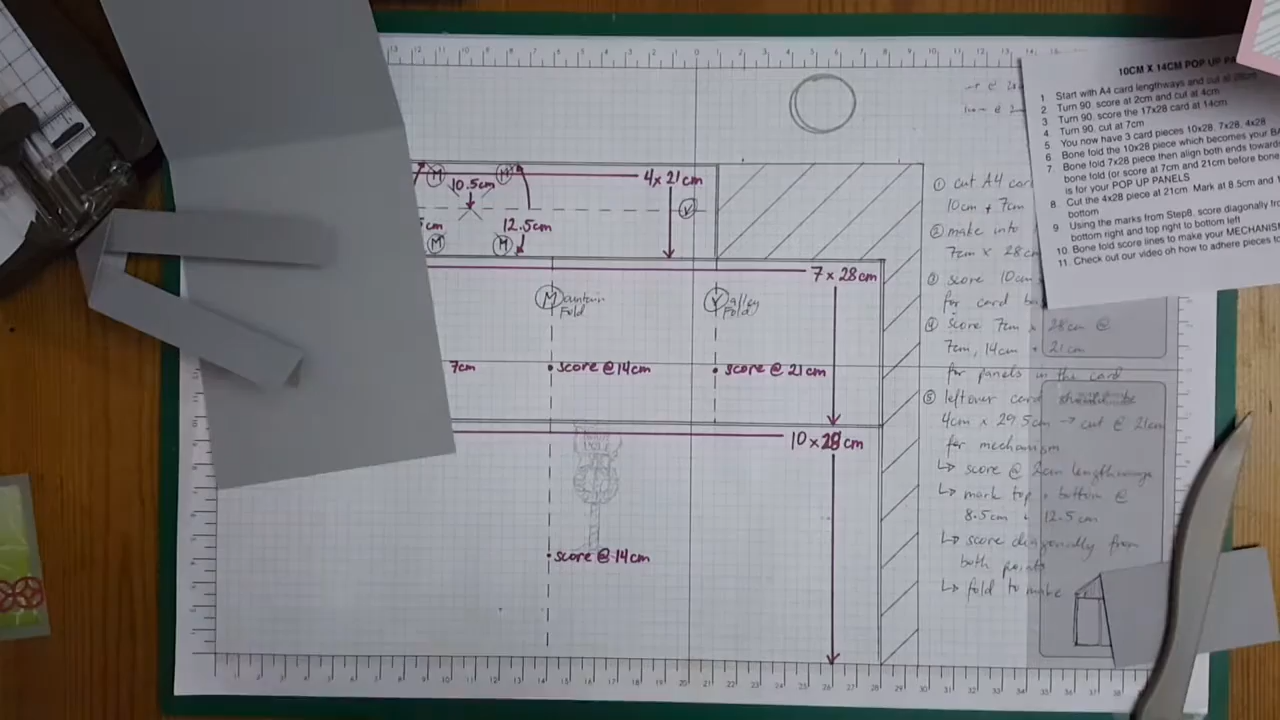 10CM X 14CM POP UP
1 Start with A4 card lengthways and cut at
2 Turn 90, score at 2cm and cut at 4cm
3 Turn 90, score the 17x28 card at 14cm
4 Turn 90, cut at 7cm
5 You now have 3 card pieces 10x28, 7x28, 4x28
6 Bone fold the 10x28 piece which becomes your
7 Bone fold 7x28 piece then align both ends
bone fold (or score at 7cm and 21cm before
is for your POP UP PANELS
8 Cut the 4x28 piece at 21cm. Mark at 8.5cm and
bottom
9 Using the marks from Step8, score diagonally
bottom right and top right to bottom left
10. Bone fold score lines to make your
11. Check out our video on how to adhere pieces
M 10.5cm M 4x21cm
V
cm 12.5cm
M M
7x28cm
Mountain Fold
Valley Fold
7cm score@14cm score@21cm
10x28cm
score@14cm
① cut A4
10cm + 7cm
② make into
7cm x 28cm
③ score 10cm
for card
④ score 7cm x 28cm @
7cm, 14cm + 21cm
for panels in the card
⑤ leftover card should be
4cm x 29.5cm → cut @ 21cm
for mechanism
↳ score @ 2cm lengthways
↳ mark top + bottom @
8.5cm + 12.5cm
↳ score diagonally from
both points
↳ fold to make